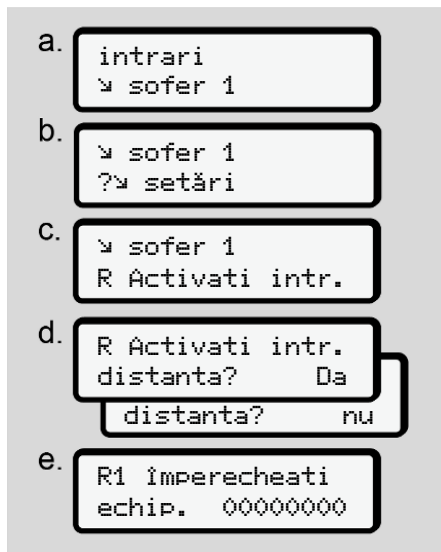 a.
intrari
↘ sofer 1
b.
↘ sofer 1
?↘ setări
c.
↘ sofer 1
R Activati intr.
d.
R Activati intr.
distanta? Da
distanta? nu
e.
R1 împerecheati
echip. 00000000